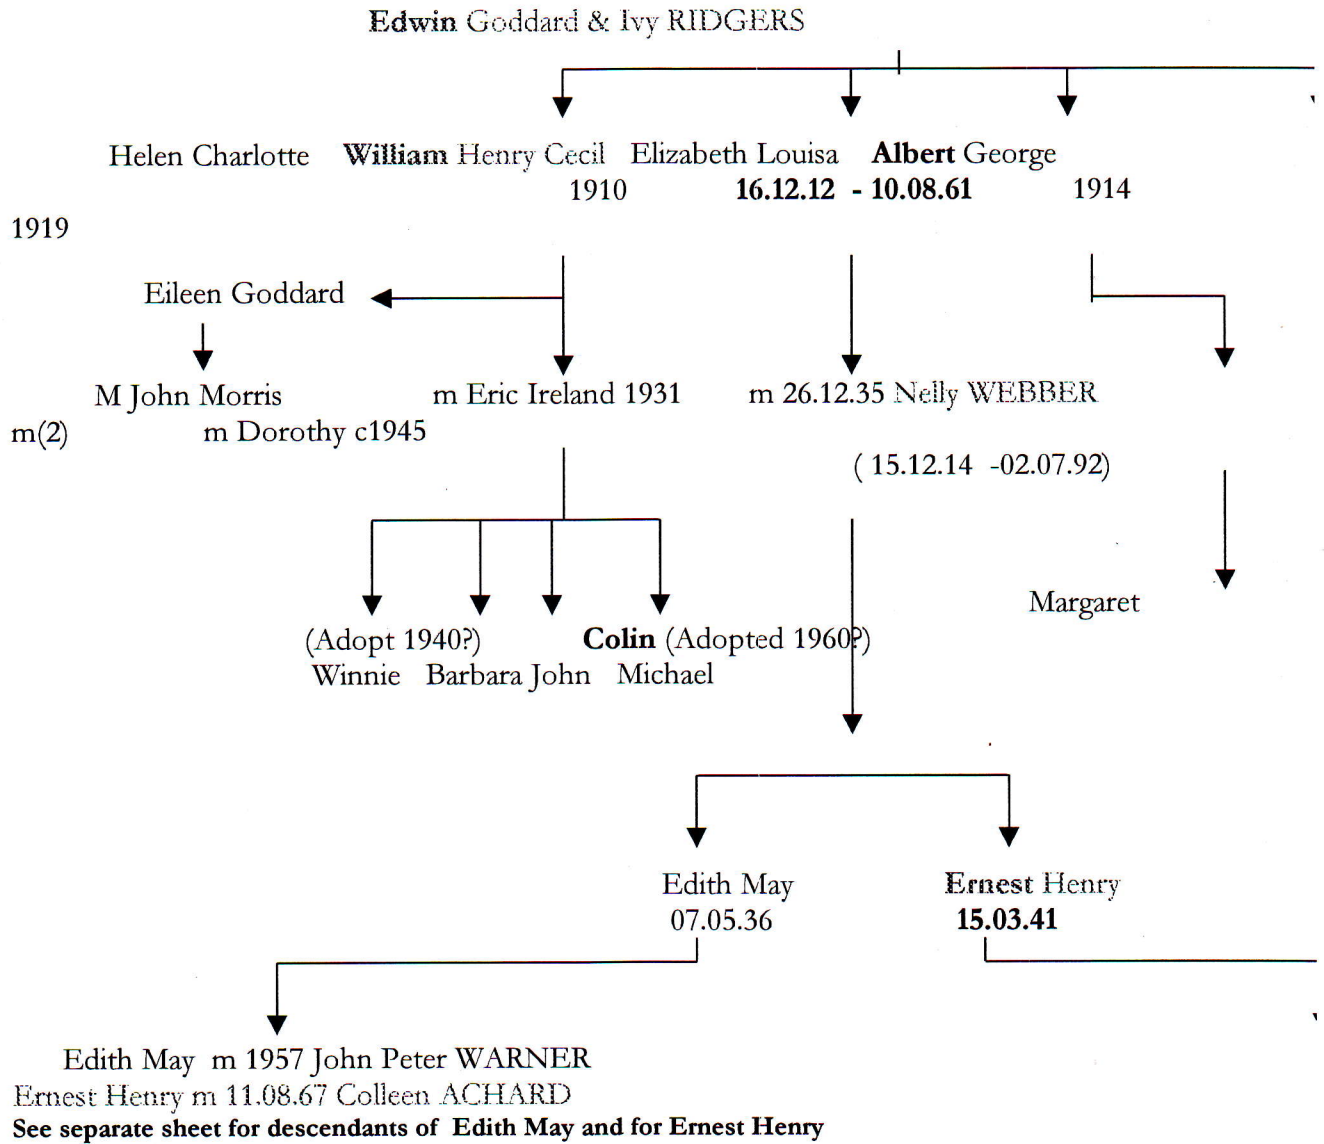 Edwin Goddard & Ivy RIDGERS
Helen Charlotte William Henry Cecil Elizabeth Louisa Albert George
1910 16.12.12 - 10.08.61 1914
1919
Eileen Goddard
M John Morris m Eric Ireland 1931 m 26.12.35 Nelly WEBBER
m(2) m Dorothy c1945
( 15.12.14 -02.07.92)
Margaret
(Adopt 1940?) Colin (Adopted 1960?)
Winnie Barbara John Michael
Edith May Ernest Henry
07.05.36 15.03.41
Edith May m 1957 John Peter WARNER
Ernest Henry m 11.08.67 Colleen ACHARD
See separate sheet for descendants of Edith May and for Ernest Henry